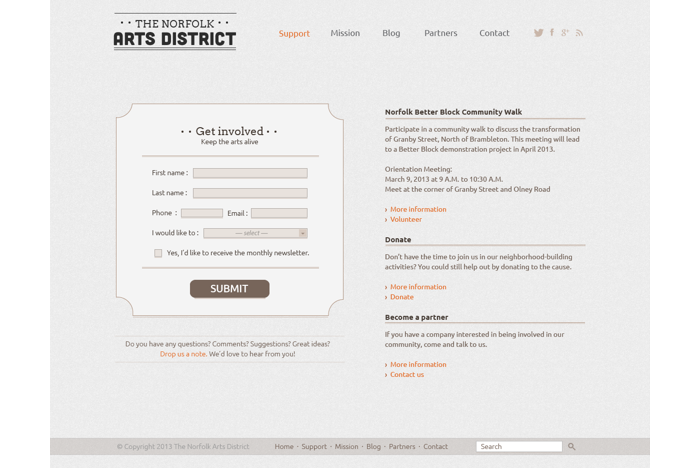 • • THE NORFOLK • •
ARTS DISTRICT
Support Mission Blog Partners Contact
• • Get involved • •
Keep the arts alive
First name :
Last name :
Phone : Email :
I would like to : --- select ---
Yes, I'd like to receive the monthly newsletter.
SUBMIT
Do you have any questions? Comments? Suggestions? Great ideas?
Drop us a note. We'd love to hear from you!
Norfolk Better Block Community Walk
Participate in a community walk to discuss the transformation
of Granby Street, North of Brambleton. This meeting will lead
to a Better Block demonstration project in April 2013.
Orientation Meeting:
March 9, 2013 at 9 A.M. to 10:30 A.M.
Meet at the corner of Granby Street and Olney Road
› More information
› Volunteer
Donate
Don't have the time to join us in our neighborhood-building
activities? You could still help out by donating to the cause.
› More information
› Donate
Become a partner
If you have a company interested in being involved in our
community, come and talk to us.
› More information
› Contact us
© Copyright 2013 The Norfolk Arts District Home · Support · Mission · Blog · Partners · Contact Search